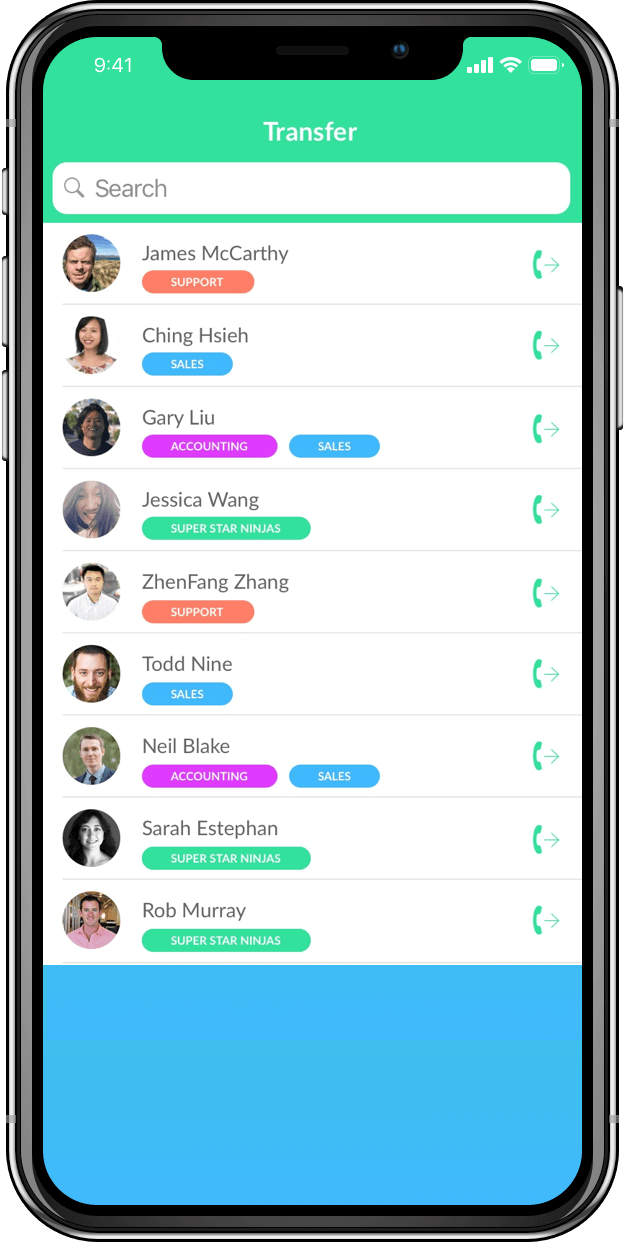 9:41
Transfer
Search
James McCarthy
SUPPORT
Ching Hsieh
SALES
Gary Liu
ACCOUNTING SALES
Jessica Wang
SUPER STAR NINJAS
ZhenFang Zhang
SUPPORT
Todd Nine
SALES
Neil Blake
ACCOUNTING SALES
Sarah Estephan
SUPER STAR NINJAS
Rob Murray
SUPER STAR NINJAS